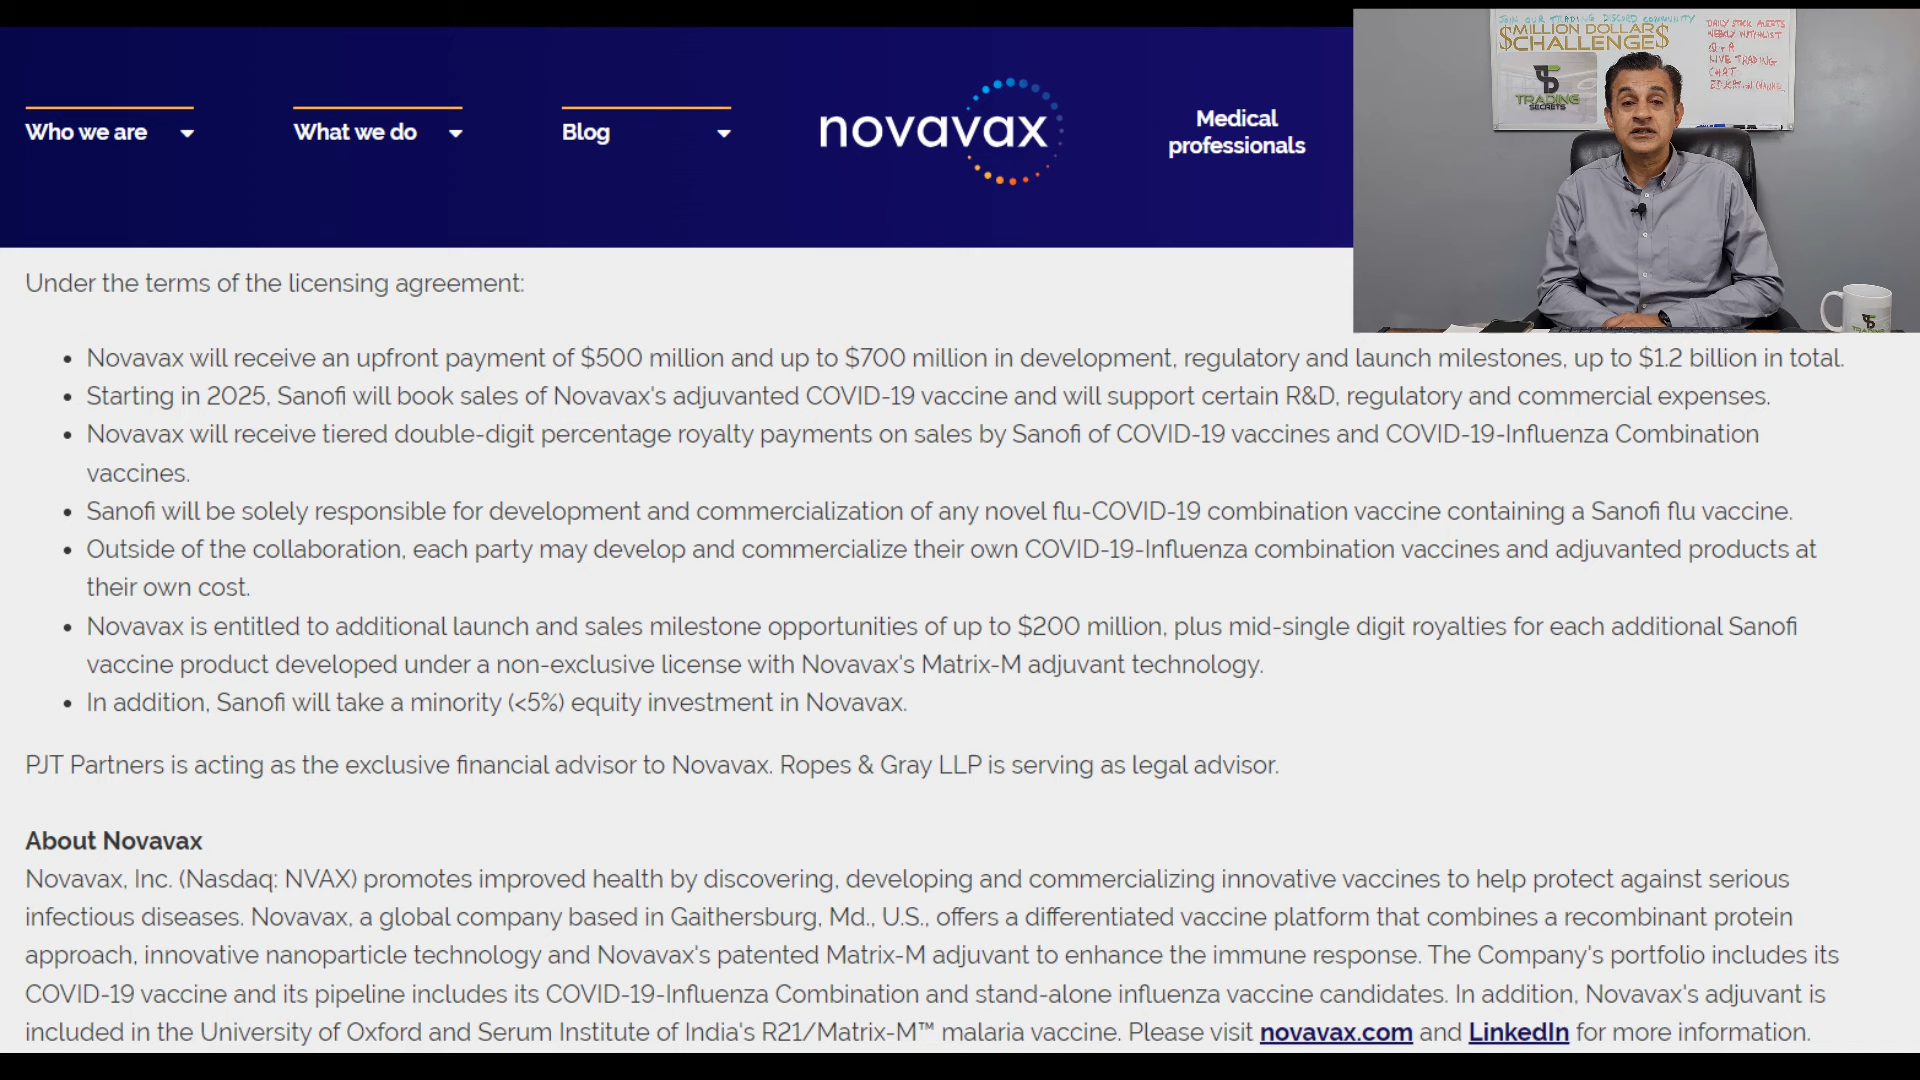 Who we are
What we do
Blog
novavax
Medical
professionals
JOIN OUR TRADING DISCORD COMMUNITY
$MILLION DOLLAR$
$CHALLENGE$
TRADING
SECRETS
DAILY STOCK ALERTS
WEEKLY WATCHLIST
Q + A
LIVE TRADING
CHAT
EDUCATION CHANNEL
Under the terms of the licensing agreement:
• Novavax will receive an upfront payment of $500 million and up to $700 million in development, regulatory and launch milestones, up to $1.2 billion in total.
• Starting in 2025, Sanofi will book sales of Novavax's adjuvanted COVID-19 vaccine and will support certain R&D, regulatory and commercial expenses.
• Novavax will receive tiered double-digit percentage royalty payments on sales by Sanofi of COVID-19 vaccines and COVID-19-Influenza Combination
vaccines.
• Sanofi will be solely responsible for development and commercialization of any novel flu-COVID-19 combination vaccine containing a Sanofi flu vaccine.
• Outside of the collaboration, each party may develop and commercialize their own COVID-19-Influenza combination vaccines and adjuvanted products at
their own cost.
• Novavax is entitled to additional launch and sales milestone opportunities of up to $200 million, plus mid-single digit royalties for each additional Sanofi
vaccine product developed under a non-exclusive license with Novavax's Matrix-M adjuvant technology.
• In addition, Sanofi will take a minority (<5%) equity investment in Novavax.
PJT Partners is acting as the exclusive financial advisor to Novavax. Ropes & Gray LLP is serving as legal advisor.
About Novavax
Novavax, Inc. (Nasdaq: NVAX) promotes improved health by discovering, developing and commercializing innovative vaccines to help protect against serious
infectious diseases. Novavax, a global company based in Gaithersburg, Md., U.S., offers a differentiated vaccine platform that combines a recombinant protein
approach, innovative nanoparticle technology and Novavax's patented Matrix-M adjuvant to enhance the immune response. The Company's portfolio includes its
COVID-19 vaccine and its pipeline includes its COVID-19-Influenza Combination and stand-alone influenza vaccine candidates. In addition, Novavax's adjuvant is
included in the University of Oxford and Serum Institute of India's R21/Matrix-M™ malaria vaccine. Please visit novavax.com and LinkedIn for more information.